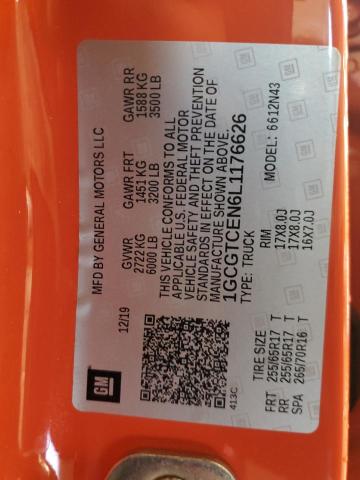 GM
12/19
MFD BY GENERAL MOTORS LLC
GVWR GAWR FRT GAWR RR
2722 KG 1451 KG 1588 KG
6000 LB 3200 LB 3500 LB
THIS VEHICLE CONFORMS TO ALL
APPLICABLE U.S. FEDERAL MOTOR
VEHICLE SAFETY AND THEFT PREVENTION
STANDARDS IN EFFECT ON THE DATE OF
MANUFACTURE SHOWN ABOVE.
1GCGTCEN6L1176626
TYPE: TRUCK MODEL: 6612N43
413C
TIRE SIZE RIM
FRT 255/65R17 T 17X8.0J
RR 255/65R17 T 17X8.0J
SPA 265/70R16 T 16X7.0J